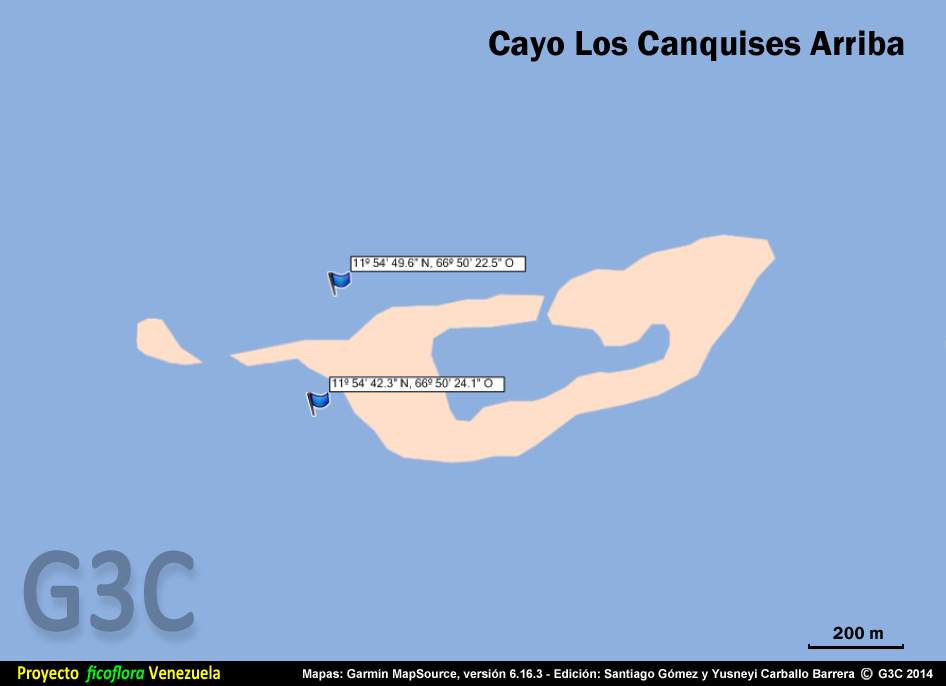 Cayo Los Canquises Arriba
11º 54' 49.6" N, 66º 50' 22.5" O
11º 54' 42.3" N, 66º 50' 24.1" O
G3C
200 m
Proyecto ficoflora Venezuela
Mapas: Garmín MapSource, versión 6.16.3 - Edición: Santiago Gómez y Yusneyi Carballo Barrera © G3C 2014